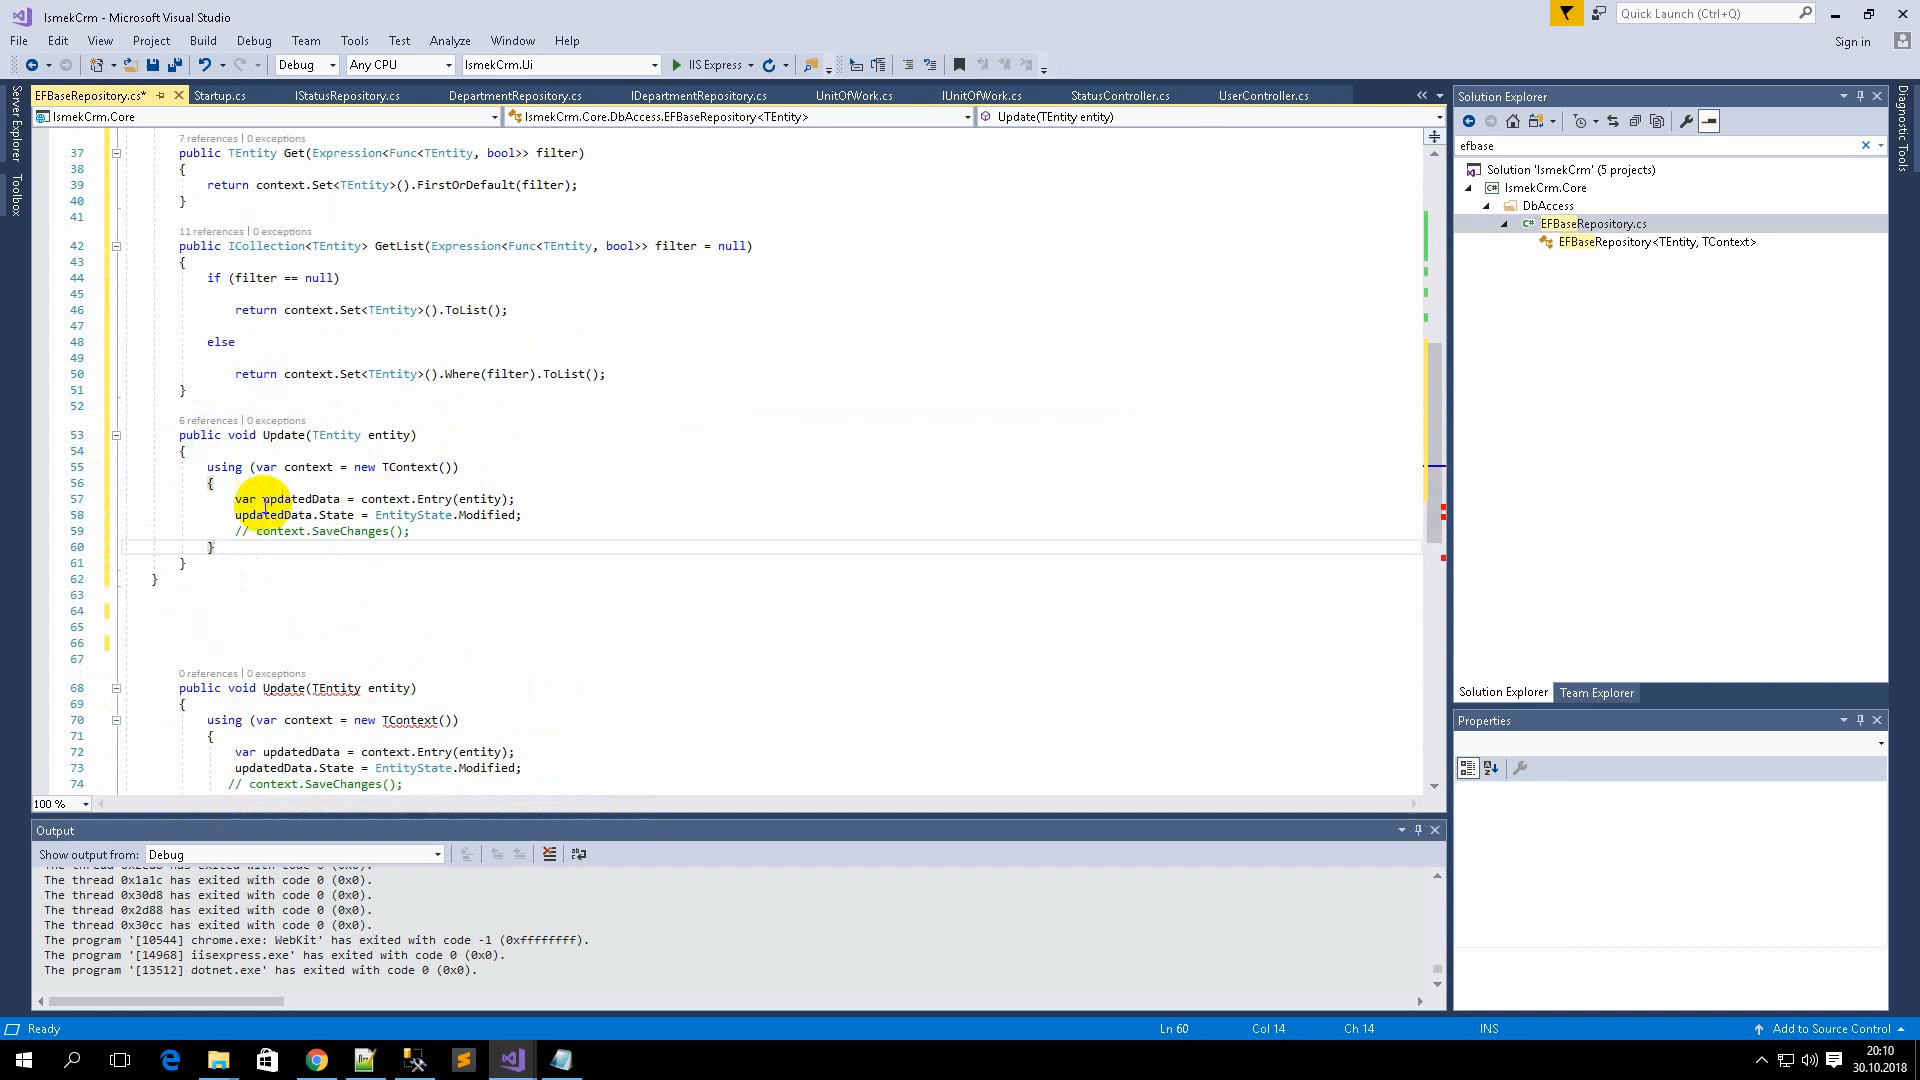 IsmekCrm - Microsoft Visual Studio
Quick Launch (Ctrl+Q)
File Edit View Project Build Debug Team Tools Test Analyze Window Help
Sign in
Debug Any CPU IsmekCrm.Ui IIS Express
Server Explorer
Toolbox
EFBaseRepository.cs* Startup.cs IStatusRepository.cs DepartmentRepository.cs IDepartmentRepository.cs UnitOfWork.cs IUnitOfWork.cs StatusController.cs UserController.cs
IsmekCrm.Core IsmekCrm.Core.DbAccess.EFBaseRepository<TEntity> Update(TEntity entity)
7 references | 0 exceptions
37 public TEntity Get(Expression<Func<TEntity, bool>> filter)
38 {
39 return context.Set<TEntity>().FirstOrDefault(filter);
40 }
41
11 references | 0 exceptions
42 public ICollection<TEntity> GetList(Expression<Func<TEntity, bool>> filter = null)
43 {
44 if (filter == null)
45
46 return context.Set<TEntity>().ToList();
47
48 else
49
50 return context.Set<TEntity>().Where(filter).ToList();
51 }
52
6 references | 0 exceptions
53 public void Update(TEntity entity)
54 {
55 using (var context = new TContext())
56 {
57 var updatedData = context.Entry(entity);
58 updatedData.State = EntityState.Modified;
59 // context.SaveChanges();
60 }
61 }
62 }
63
64
65
66
67
0 references | 0 exceptions
68 public void Update(TEntity entity)
69 {
70 using (var context = new TContext())
71 {
72 var updatedData = context.Entry(entity);
73 updatedData.State = EntityState.Modified;
74 // context.SaveChanges();
100 %
Output
Show output from: Debug
The thread 0x1a1c has exited with code 0 (0x0).
The thread 0x30d8 has exited with code 0 (0x0).
The thread 0x2d88 has exited with code 0 (0x0).
The thread 0x30cc has exited with code 0 (0x0).
The program '[10544] chrome.exe: WebKit' has exited with code -1 (0xffffffff).
The program '[14968] iisexpress.exe' has exited with code 0 (0x0).
The program '[13512] dotnet.exe' has exited with code 0 (0x0).
Solution Explorer
efbase
Solution 'IsmekCrm' (5 projects)
C# IsmekCrm.Core
DbAccess
C# EFBaseRepository.cs
EFBaseRepository<TEntity, TContext>
Solution Explorer Team Explorer
Properties
Diagnostic Tools
Ready Ln 60 Col 14 Ch 14 INS Add to Source Control
20:10
30.10.2018